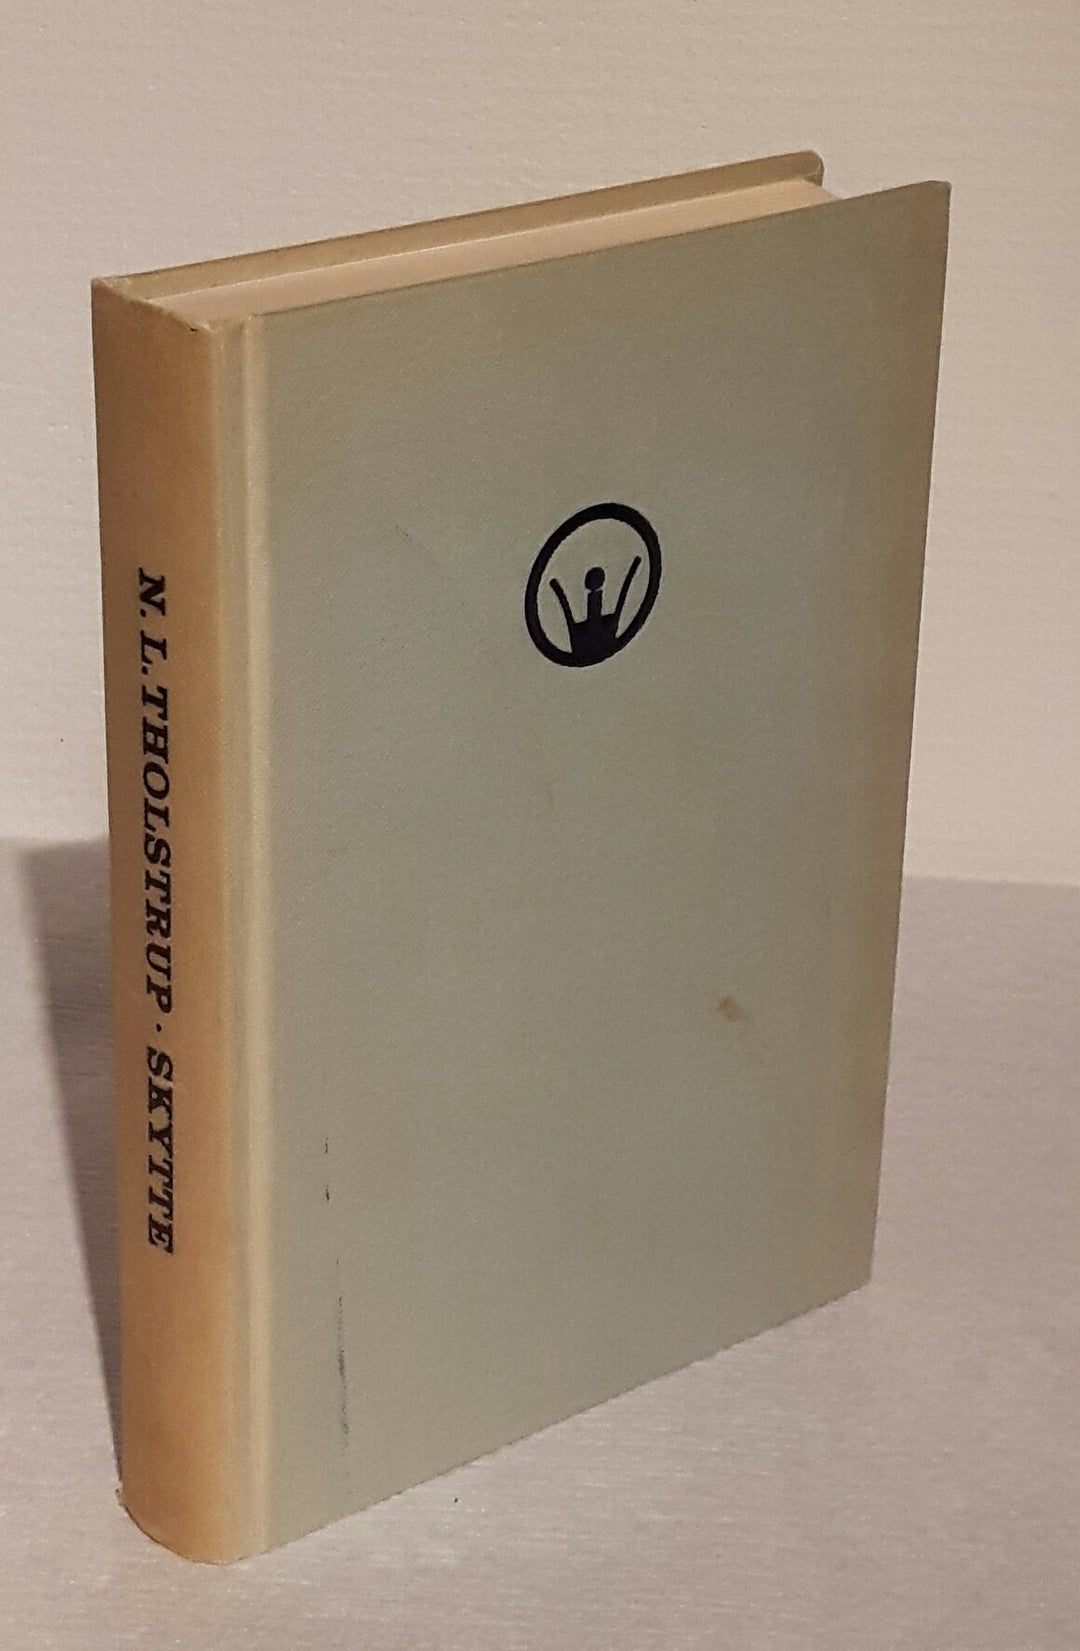 N. L. THOLSTRUP · SKYTTE